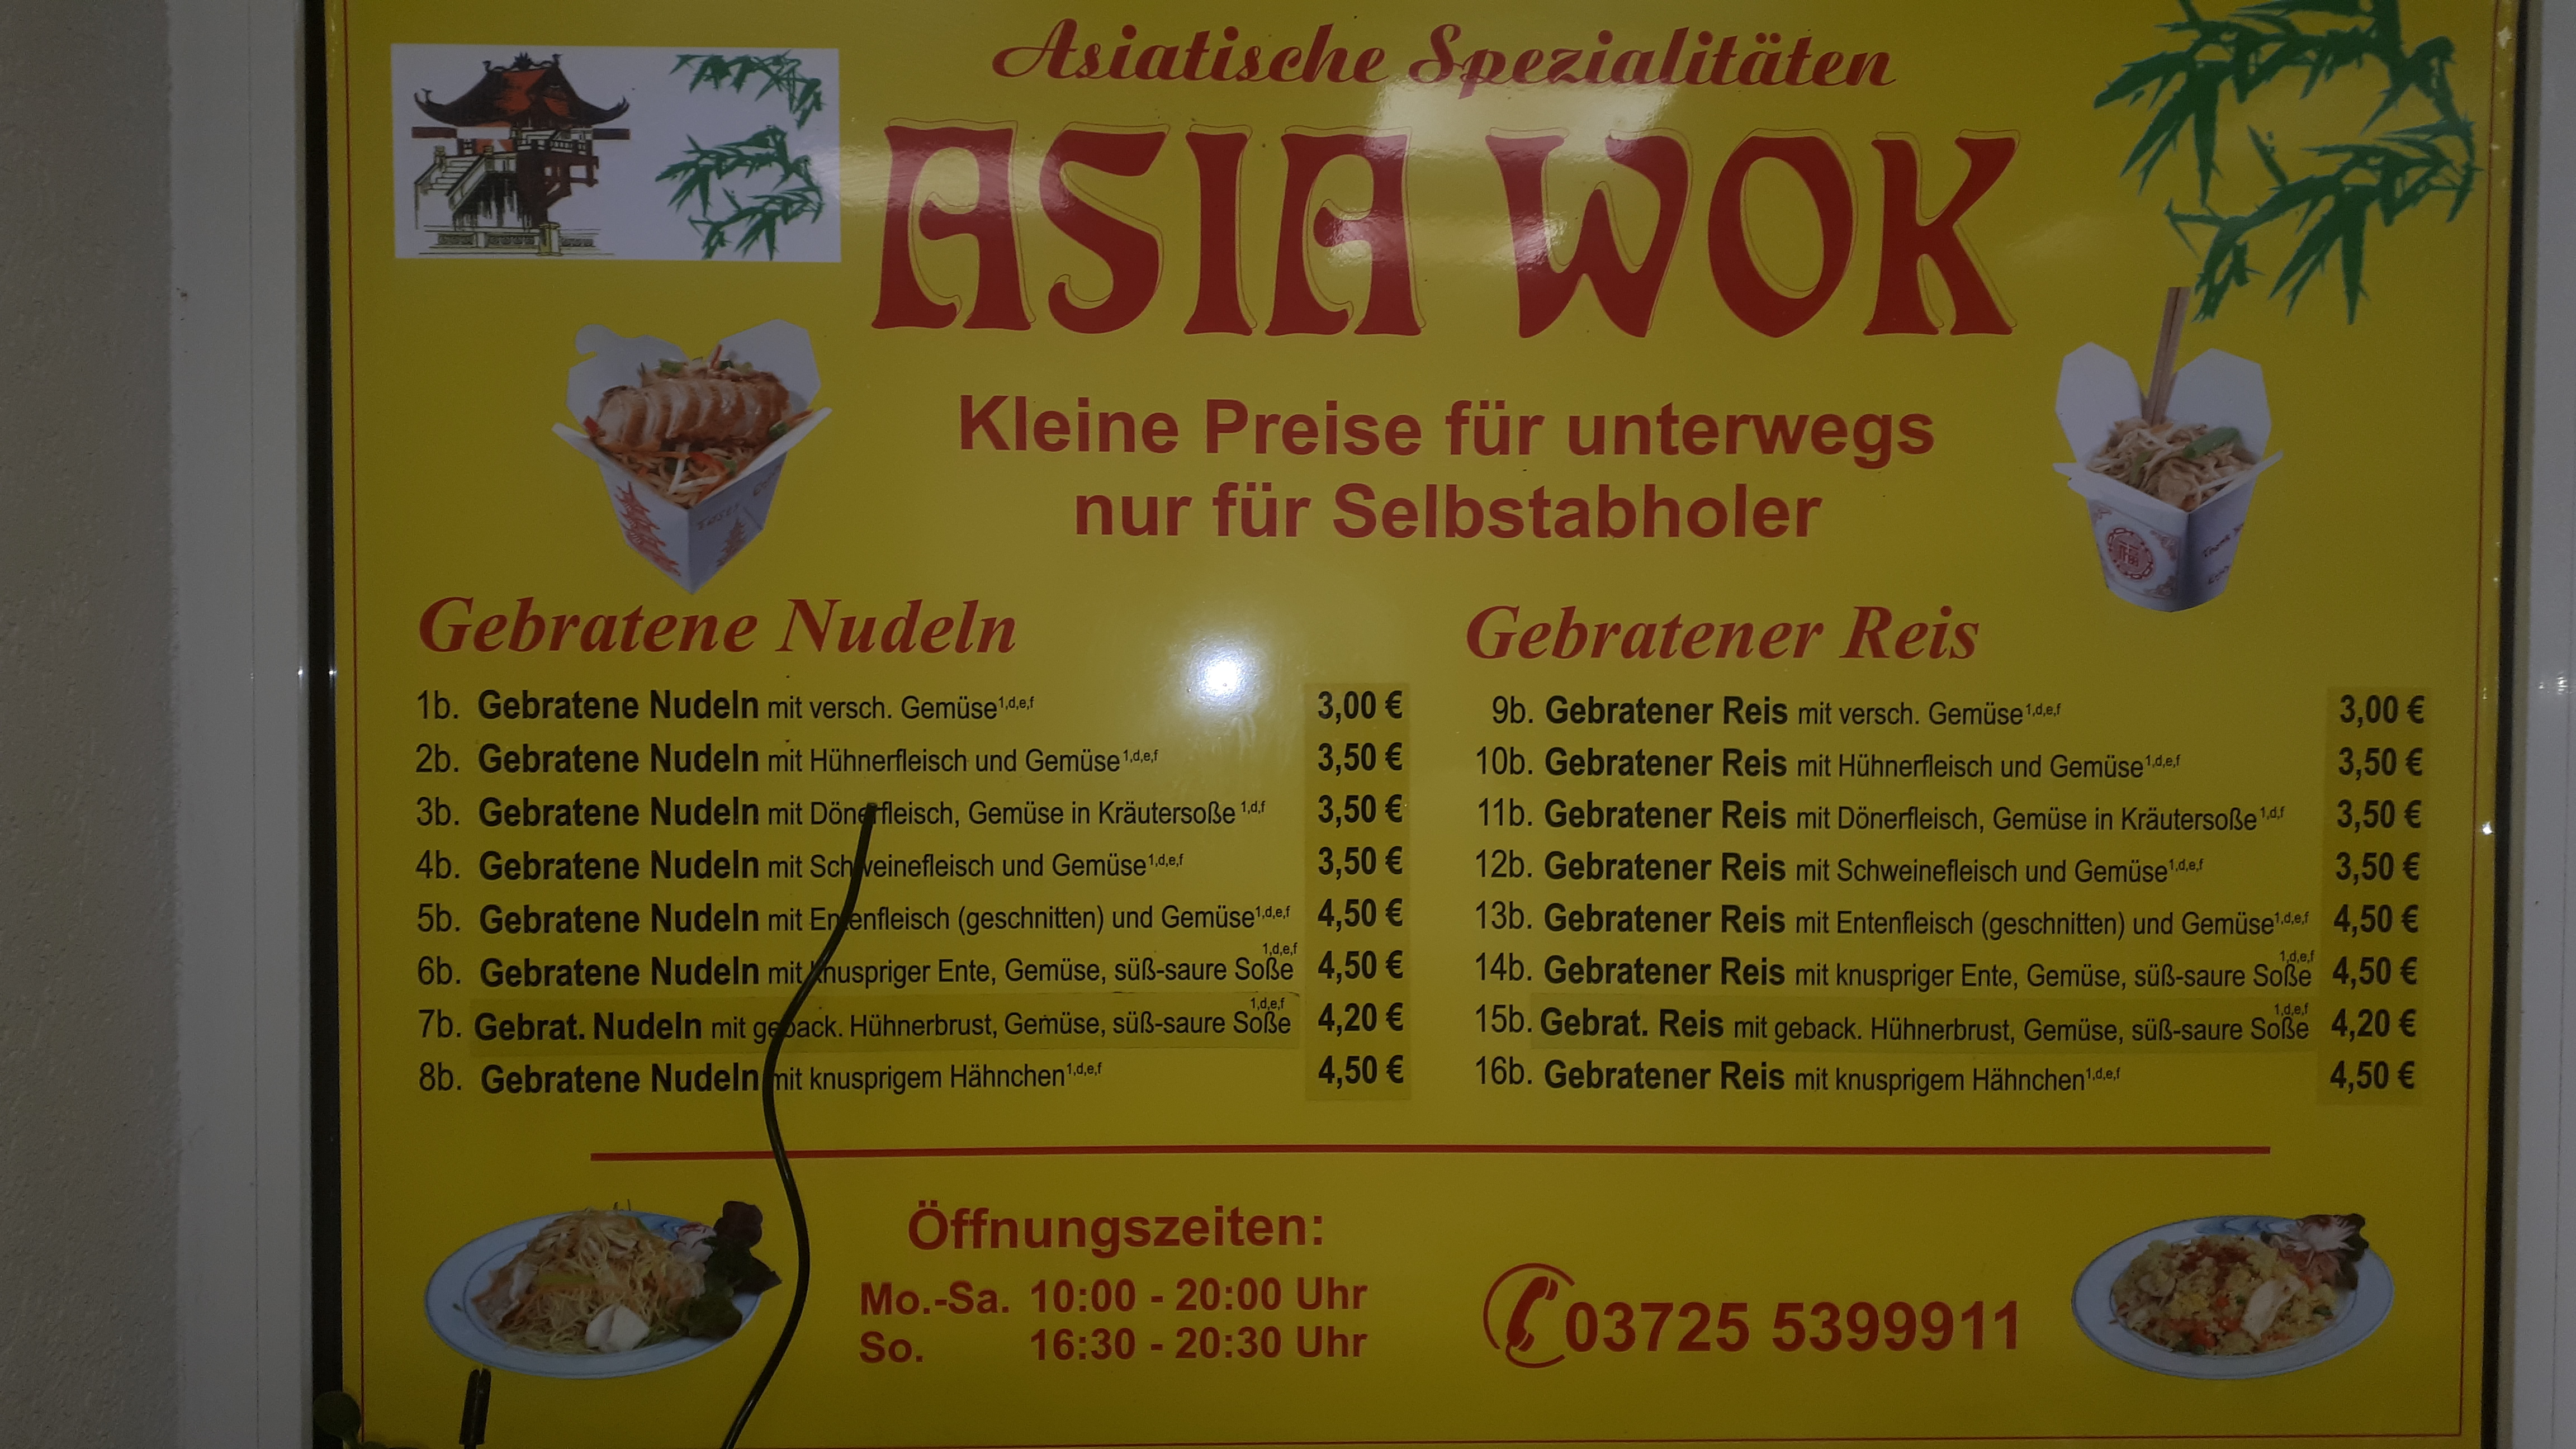 Asiatische Spezialitäten
ASIA WOK
Kleine Preise für unterwegs
nur für Selbstabholer
Gebratene Nudeln
1b. Gebratene Nudeln mit versch. Gemüse1,d,e,f 3,00 €
2b. Gebratene Nudeln mit Hühnerfleisch und Gemüse1,d,e,f 3,50 €
3b. Gebratene Nudeln mit Dönerfleisch, Gemüse in Kräutersoße 1,d,f 3,50 €
4b. Gebratene Nudeln mit Schweinefleisch und Gemüse1,d,e,f 3,50 €
5b. Gebratene Nudeln mit Entenfleisch (geschnitten) und Gemüse1,d,e,f 4,50 €
6b. Gebratene Nudeln mit knuspriger Ente, Gemüse, süß-saure Soße 1,d,e,f 4,50 €
7b. Gebrat. Nudeln mit geback. Hühnerbrust, Gemüse, süß-saure Soße 1,d,e,f 4,20 €
8b. Gebratene Nudeln mit knusprigem Hähnchen1,d,e,f 4,50 €
Gebratener Reis
9b. Gebratener Reis mit versch. Gemüse1,d,e,f 3,00 €
10b. Gebratener Reis mit Hühnerfleisch und Gemüse1,d,e,f 3,50 €
11b. Gebratener Reis mit Dönerfleisch, Gemüse in Kräutersoße1,d,f 3,50 €
12b. Gebratener Reis mit Schweinefleisch und Gemüse1,d,e,f 3,50 €
13b. Gebratener Reis mit Entenfleisch (geschnitten) und Gemüse1,d,e,f 4,50 €
14b. Gebratener Reis mit knuspriger Ente, Gemüse, süß-saure Soße 1,d,e,f 4,50 €
15b. Gebrat. Reis mit geback. Hühnerbrust, Gemüse, süß-saure Soße 1,d,e,f 4,20 €
16b. Gebratener Reis mit knusprigem Hähnchen1,d,e,f 4,50 €
Öffnungszeiten:
Mo.-Sa. 10:00 - 20:00 Uhr
So. 16:30 - 20:30 Uhr
03725 5399911